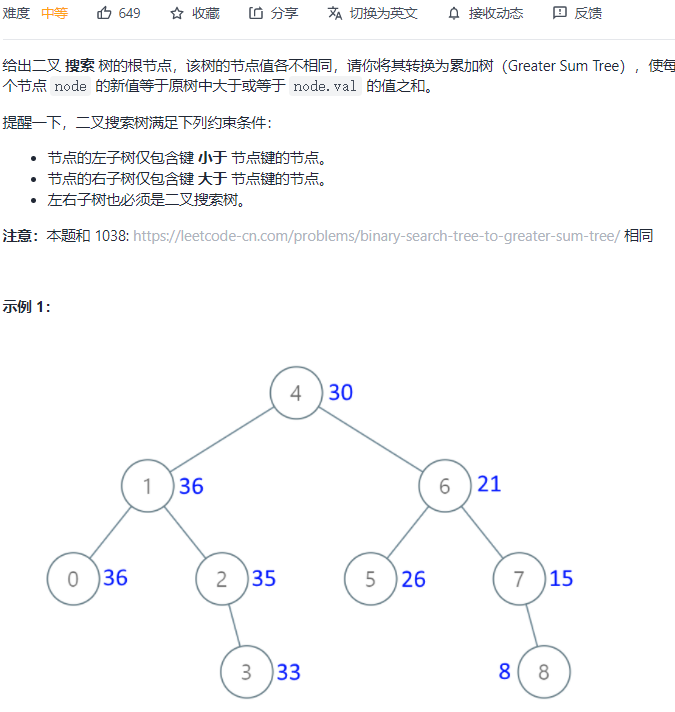 难度 中等 649 收藏 分享 切换为英文 接收动态 反馈
给出二叉 搜索 树的根节点，该树的节点值各不相同，请你将其转换为累加树（Greater Sum Tree），使每
个节点 node 的新值等于原树中大于或等于 node.val 的值之和。
提醒一下，二叉搜索树满足下列约束条件：
• 节点的左子树仅包含键 小于 节点键的节点。
• 节点的右子树仅包含键 大于 节点键的节点。
• 左右子树也必须是二叉搜索树。
注意：本题和 1038: https://leetcode-cn.com/problems/binary-search-tree-to-greater-sum-tree/ 相同
示例 1：
4 30
1 36 6 21
0 36 2 35 5 26 7 15
3 33 8 8